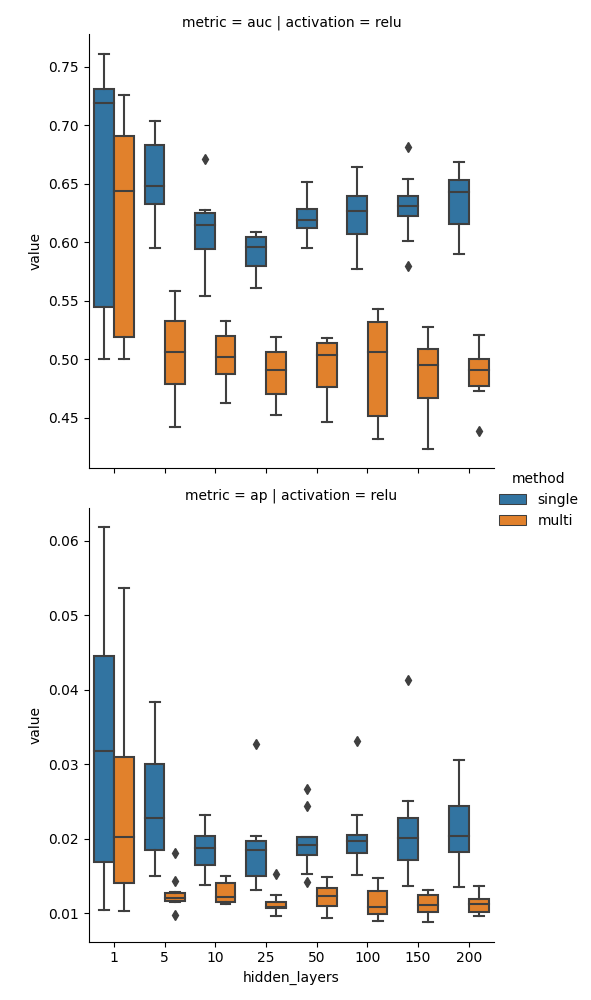 metric = auc | activation = relu
0.75
0.70
0.65
0.60
0.55
0.50
0.45
value
method
single
multi
metric = ap | activation = relu
0.06
0.05
0.04
0.03
0.02
0.01
value
1 5 10 25 50 100 150 200
hidden_layers